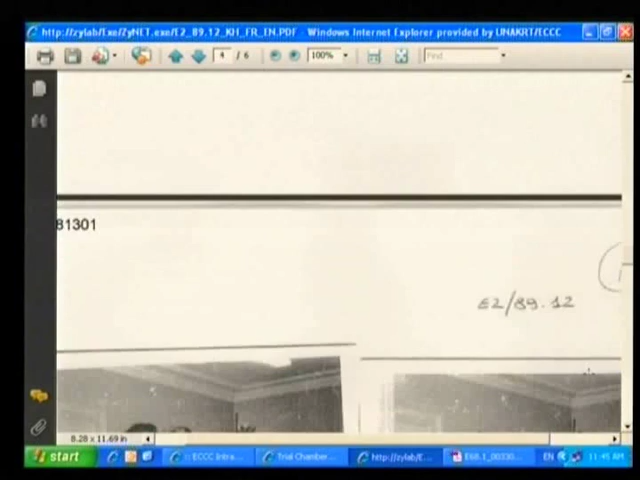 http://zylab/Exe/ZyNET.exe/E2_89.12_KH_FR_EN.PDF - Windows Internet Explorer provided by UNAKRT/ECCC
4 / 6 100% Find
81301
E2/89.12
8.28 x 11.69 in
start ECCC Intra... Trial Chamber... http://zylab/E... E68.1_00330... EN 11:45 AM